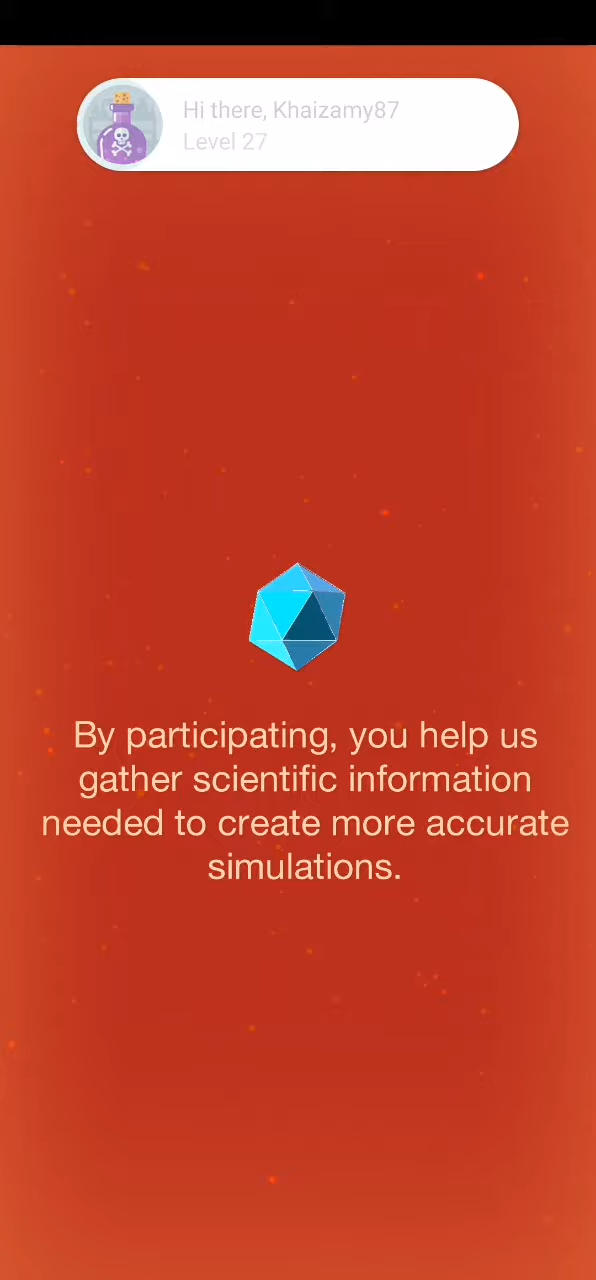 Hi there, Khaizamy87
Level 27
By participating, you help us
gather scientific information
needed to create more accurate
simulations.